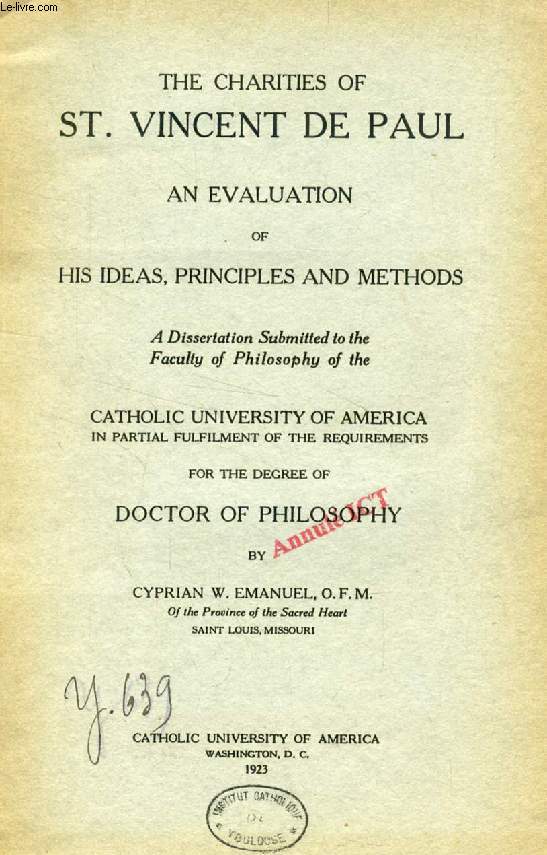 Le-livre.com
THE CHARITIES OF
ST. VINCENT DE PAUL
AN EVALUATION
OF
HIS IDEAS, PRINCIPLES AND METHODS
A Dissertation Submitted to the
Faculty of Philosophy of the
CATHOLIC UNIVERSITY OF AMERICA
IN PARTIAL FULFILMENT OF THE REQUIREMENTS
FOR THE DEGREE OF
DOCTOR OF PHILOSOPHY
Annulé ICT
BY
CYPRIAN W. EMANUEL, O. F. M.
Of the Province of the Sacred Heart
SAINT LOUIS, MISSOURI
y. 639
CATHOLIC UNIVERSITY OF AMERICA
WASHINGTON, D. C.
1923
INSTITUT CATHOLIQUE
DE
TOULOUSE